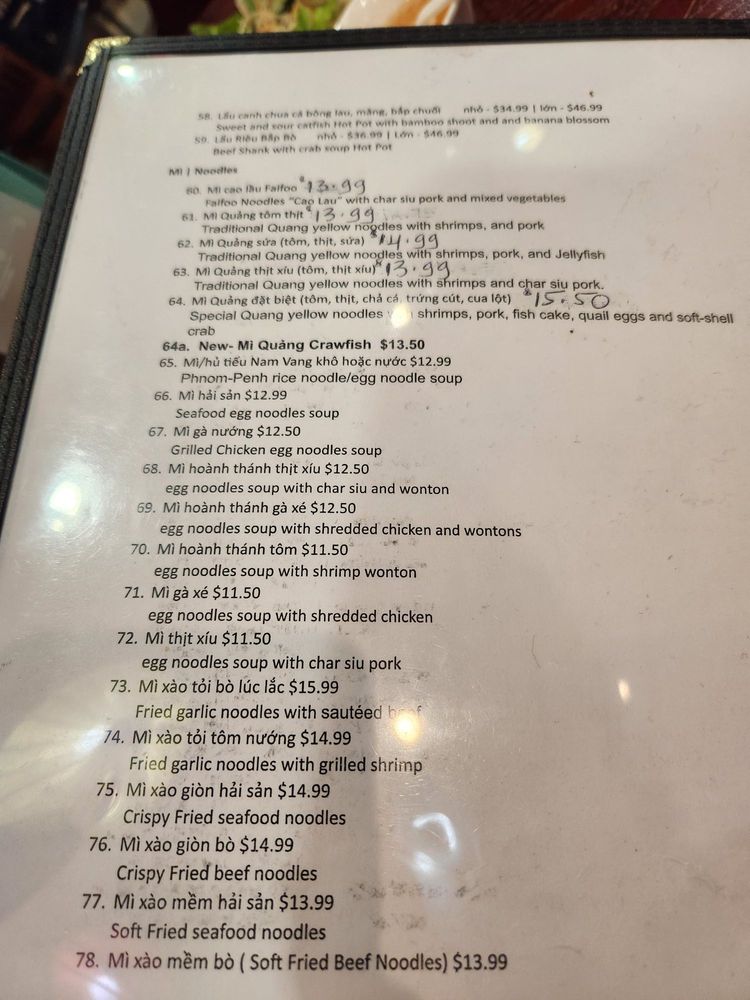 58. Lẩu canh chua cá bông lau, măng, bắp chuối nhỏ - $34.99 | lớn - $46.99
Sweet and sour catfish Hot Pot with bamboo shoot and and banana blossom
59. Lẩu Riêu Bắp Bò nhỏ - $36.99 | Lớn - $46.99
Beef Shank with crab soup Hot Pot
Mì | Noodles
60. Mì cao lầu Faifoo $13.99
Faifoo Noodles "Cao Lau" with char siu pork and mixed vegetables
61. Mì Quảng tôm thịt $13.99
Traditional Quang yellow noodles with shrimps, and pork
62. Mì Quảng sứa (tôm, thịt, sứa) $14.99
Traditional Quang yellow noodles with shrimps, pork, and Jellyfish
63. Mì Quảng thịt xíu (tôm, thịt xíu) $13.99
Traditional Quang yellow noodles with shrimps and char siu pork.
64. Mì Quảng đặt biệt (tôm, thịt, chả cá, trứng cút, cua lột) $15.50
Special Quang yellow noodles shrimps, pork, fish cake, quail eggs and soft-shell
crab
64a. New- Mì Quảng Crawfish $13.50
65. Mì/hủ tiếu Nam Vang khô hoặc nước $12.99
Phnom-Penh rice noodle/egg noodle soup
66. Mì hải sản $12.99
Seafood egg noodles soup
67. Mì gà nướng $12.50
Grilled Chicken egg noodles soup
68. Mì hoành thánh thịt xíu $12.50
egg noodles soup with char siu and wonton
69. Mì hoành thánh gà xé $12.50
egg noodles soup with shredded chicken and wontons
70. Mì hoành thánh tôm $11.50
egg noodles soup with shrimp wonton
71. Mì gà xé $11.50
egg noodles soup with shredded chicken
72. Mì thịt xíu $11.50
egg noodles soup with char siu pork
73. Mì xào tỏi bò lúc lắc $15.99
Fried garlic noodles with sautéed beef
74. Mì xào tỏi tôm nướng $14.99
Fried garlic noodles with grilled shrimp
75. Mì xào giòn hải sản $14.99
Crispy Fried seafood noodles
76. Mì xào giòn bò $14.99
Crispy Fried beef noodles
77. Mì xào mềm hải sản $13.99
Soft Fried seafood noodles
78. Mì xào mềm bò ( Soft Fried Beef Noodles) $13.99